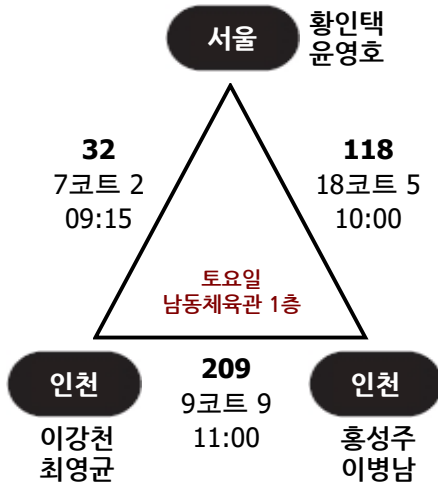 서울
황인택
윤영호
32
7코트 2
09:15
118
18코트 5
10:00
토요일
남동체육관 1층
인천
이강천
최영균
209
9코트 9
11:00
인천
홍성주
이병남